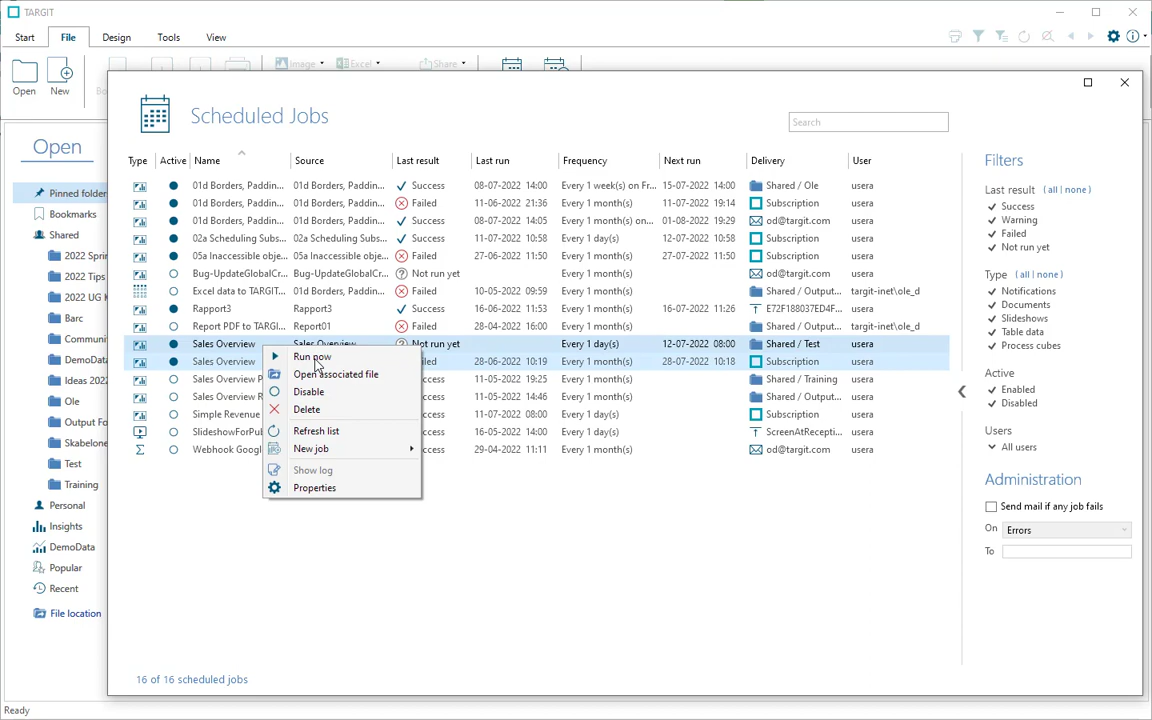 TARGIT
Start File Design Tools View
Open New Image Excel Share
Open
Pinned folder
Bookmarks
Shared
2022 Sprin
2022 Tips
2022 UG K
Barc
Communi
DemoData
Ideas 2022
Ole
Output Fo
Skabelone
Test
Training
Personal
Insights
DemoData
Popular
Recent
File location
Ready
Scheduled Jobs
Search
Type Active Name Source Last result Last run Frequency Next run Delivery User
01d Borders, Paddin... 01d Borders, Paddin... Success 08-07-2022 14:00 Every 1 week(s) on Fr... 15-07-2022 14:00 Shared / Ole usera
01d Borders, Paddin... 01d Borders, Paddin... Failed 11-06-2022 21:36 Every 1 month(s) 11-07-2022 19:14 Subscription usera
01d Borders, Paddin... 01d Borders, Paddin... Success 08-07-2022 14:05 Every 1 month(s) on... 01-08-2022 19:29 od@targit.com usera
02a Scheduling Subs... 02a Scheduling Subs... Success 11-07-2022 10:58 Every 1 day(s) 12-07-2022 10:58 Subscription usera
05a Inaccessible obje... 05a Inaccessible obje... Failed 27-06-2022 11:50 Every 1 month(s) 27-07-2022 11:50 Subscription usera
Bug-UpdateGlobalCr... Bug-UpdateGlobalCr... Not run yet Every 1 month(s) od@targit.com usera
Excel data to TARGIT... 01d Borders, Paddin... Failed 10-05-2022 09:59 Every 1 month(s) Shared / Output... targit-inet\ole_d
Rapport3 Rapport3 Success 16-06-2022 11:53 Every 1 month(s) 16-07-2022 11:26 E72F188037ED4F... usera
Report PDF to TARGI... Report01 Failed 28-04-2022 16:00 Every 1 month(s) Shared / Output... targit-inet\ole_d
Sales Overview Sales Overview Not run yet Every 1 day(s) 12-07-2022 08:00 Shared / Test usera
Sales Overview iled 28-06-2022 10:19 Every 1 month(s) 28-07-2022 10:18 Subscription usera
Sales Overview P ccess 11-05-2022 19:25 Every 1 month(s) Shared / Training usera
Sales Overview R ccess 11-05-2022 14:46 Every 1 month(s) Shared / Output... usera
Simple Revenue ccess 11-07-2022 08:00 Every 1 day(s) Subscription usera
SlideshowForPul ccess 16-05-2022 14:00 Every 1 day(s) ScreenAtRecepti... usera
Webhook Googl ccess 29-04-2022 11:11 Every 1 month(s) od@targit.com usera
Run now
Open associated file
Disable
Delete
Refresh list
New job
Show log
Properties
16 of 16 scheduled jobs
Filters
Last result (all | none)
Success
Warning
Failed
Not run yet
Type (all | none)
Notifications
Documents
Slideshows
Table data
Process cubes
Active
Enabled
Disabled
Users
All users
Administration
Send mail if any job fails
On Errors
To